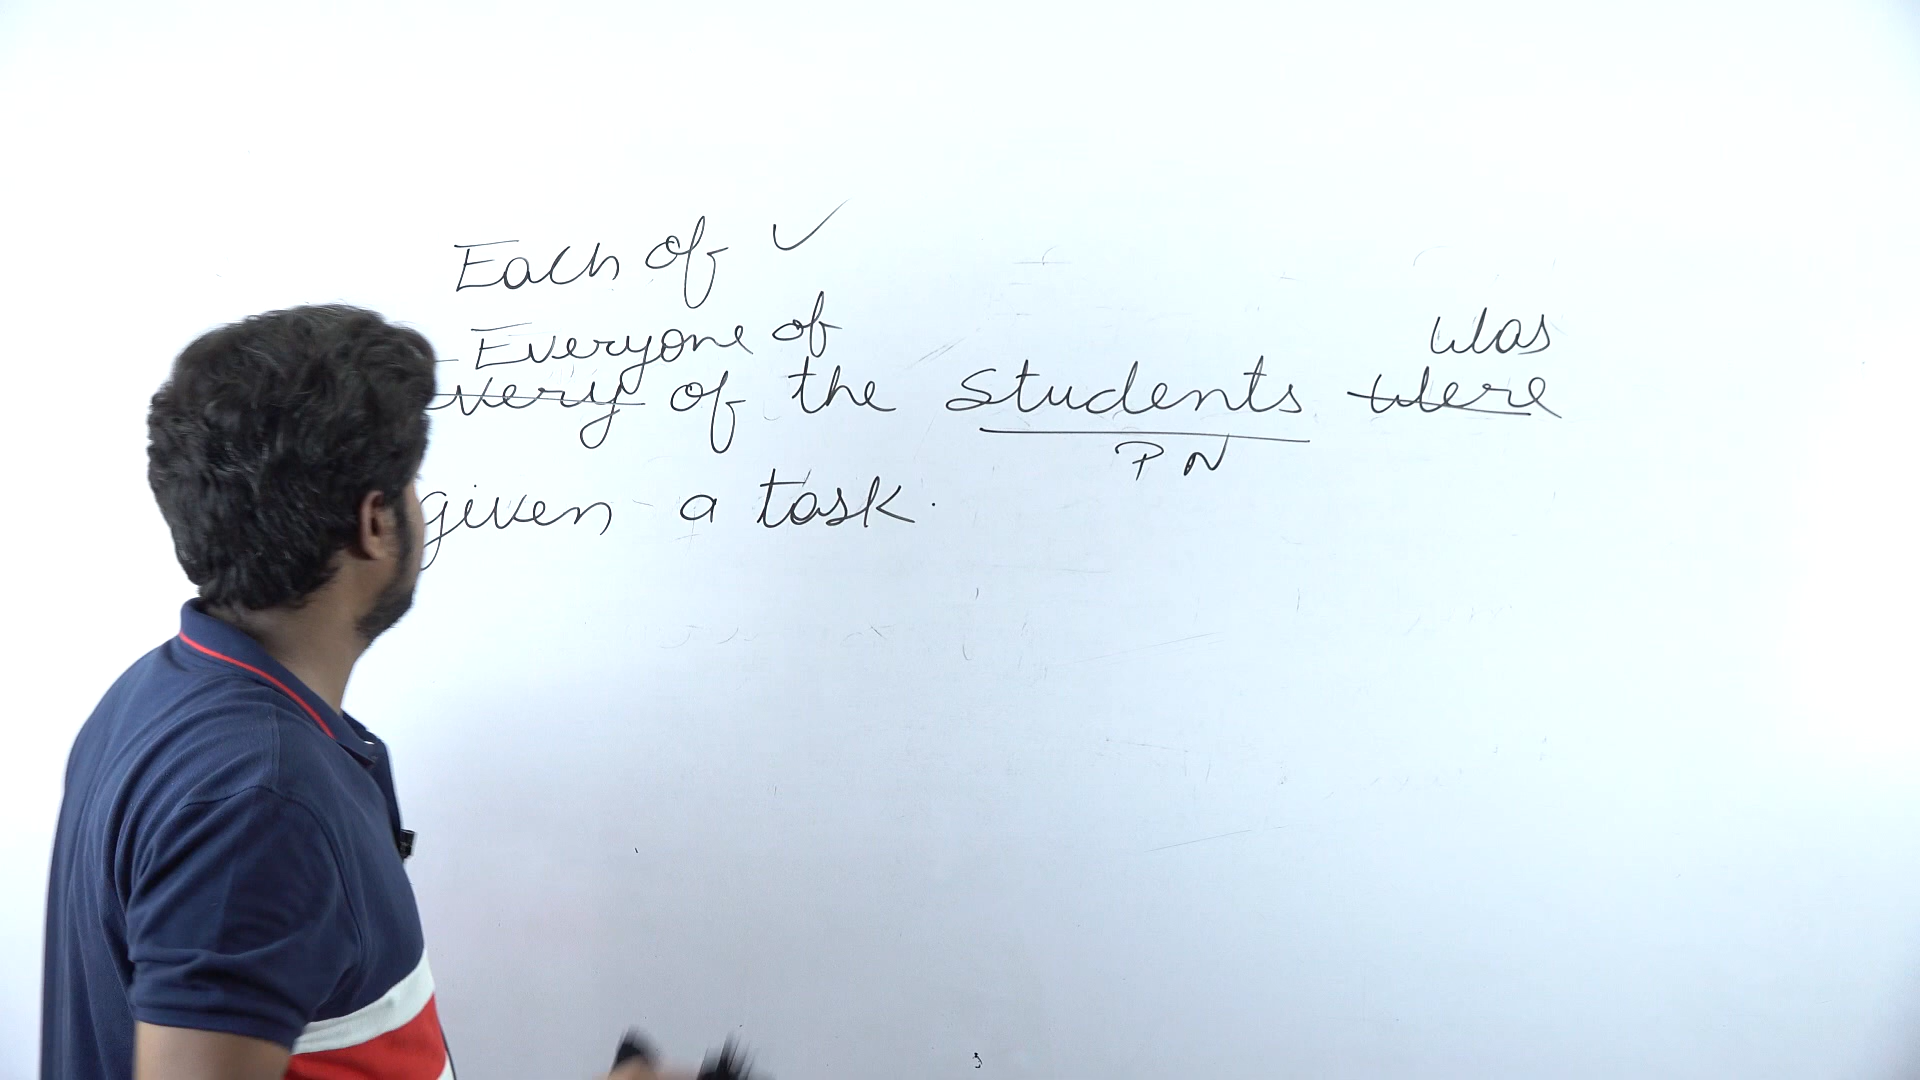 Each of ✓
Everyone of
every of the students were
was
PN
given a task.